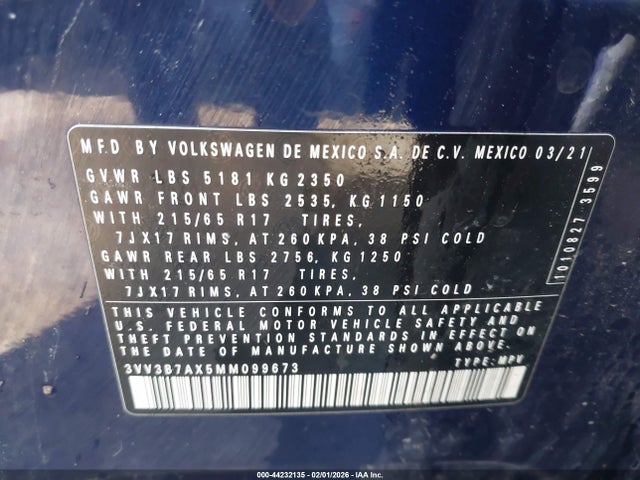 MFD BY VOLKSWAGEN DE MEXICO S.A. DE C.V. MEXICO 03/21
GVWR LBS 5181 KG 2350
GAWR FRONT LBS 2535, KG 1150
WITH 215/65 R17 TIRES,
7JX17 RIMS, AT 260 KPA, 38 PSI COLD
GAWR REAR LBS 2756, KG 1250
WITH 215/65 R17 TIRES,
7JX17 RIMS, AT 260 KPA, 38 PSI COLD
THIS VEHICLE CONFORMS TO ALL APPLICABLE
U.S. FEDERAL MOTOR VEHICLE SAFETY AND
THEFT PREVENTION STANDARDS IN EFFECT ON
THE DATE OF MANUFACTURE SHOWN ABOVE.
3VV3B7AX5MM099673 TYPE: MPV
1010827 3599
000-44232135 - 02/01/2026 - IAA Inc.